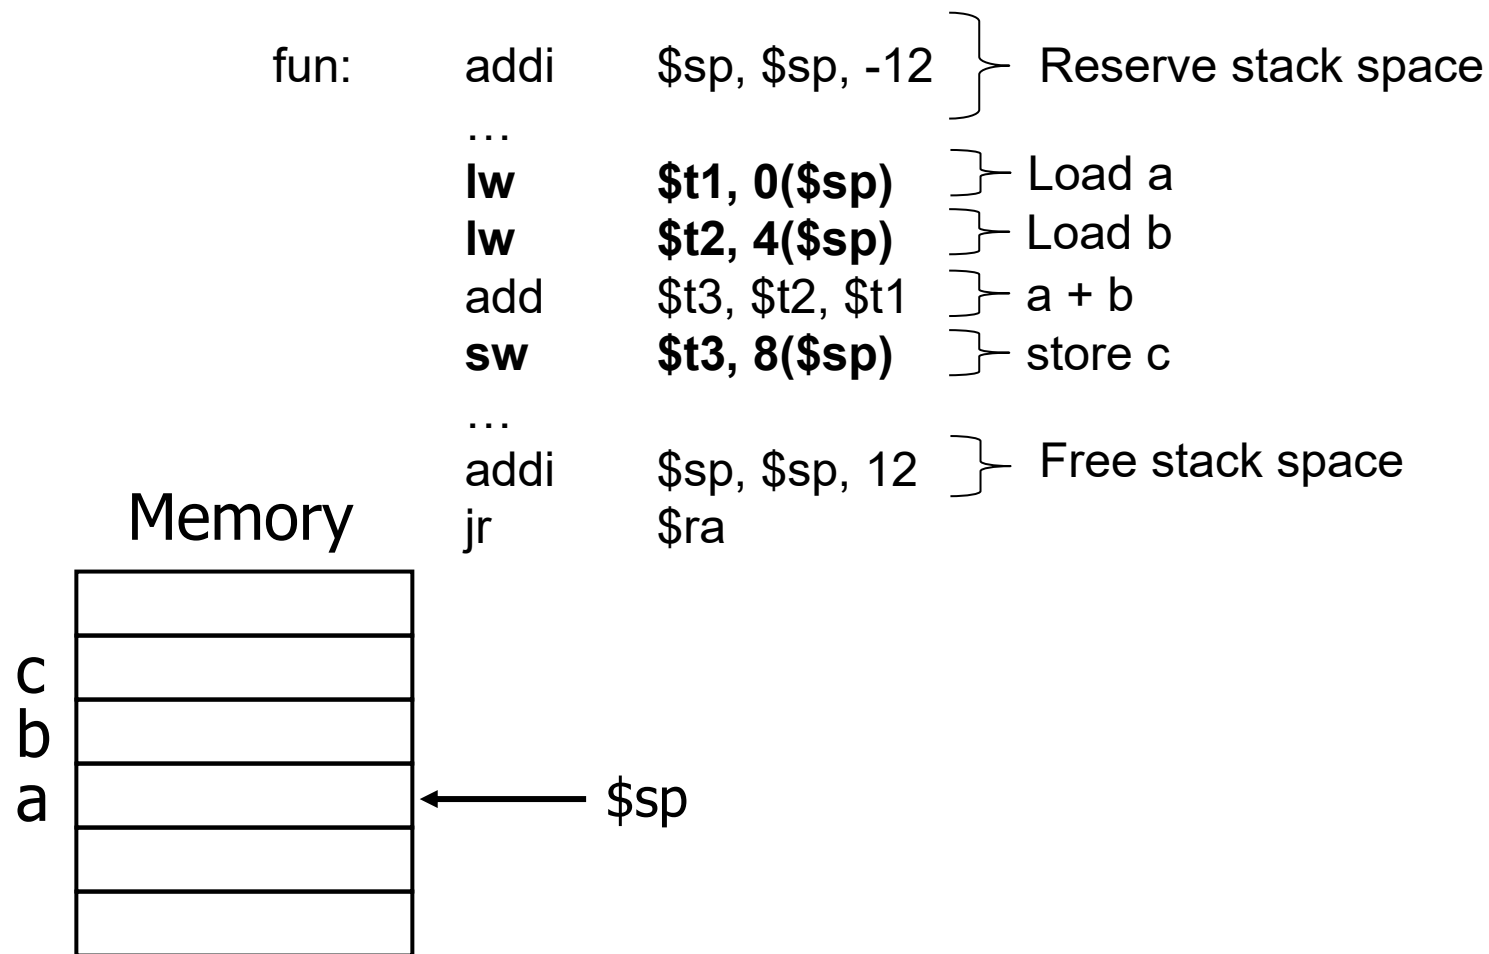 fun: addi $sp, $sp, -12 Reserve stack space
…
lw $t1, 0($sp) Load a
lw $t2, 4($sp) Load b
add $t3, $t2, $t1 a + b
sw $t3, 8($sp) store c
…
addi $sp, $sp, 12 Free stack space
jr $ra
Memory
c
b
a $sp